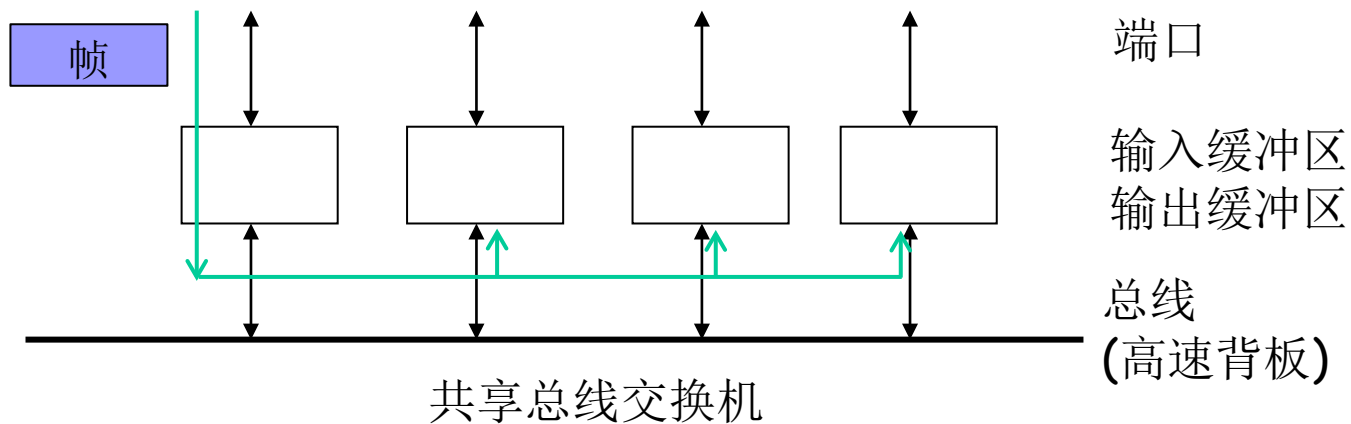 帧
端口
输入缓冲区
输出缓冲区
总线
(高速背板)
共享总线交换机